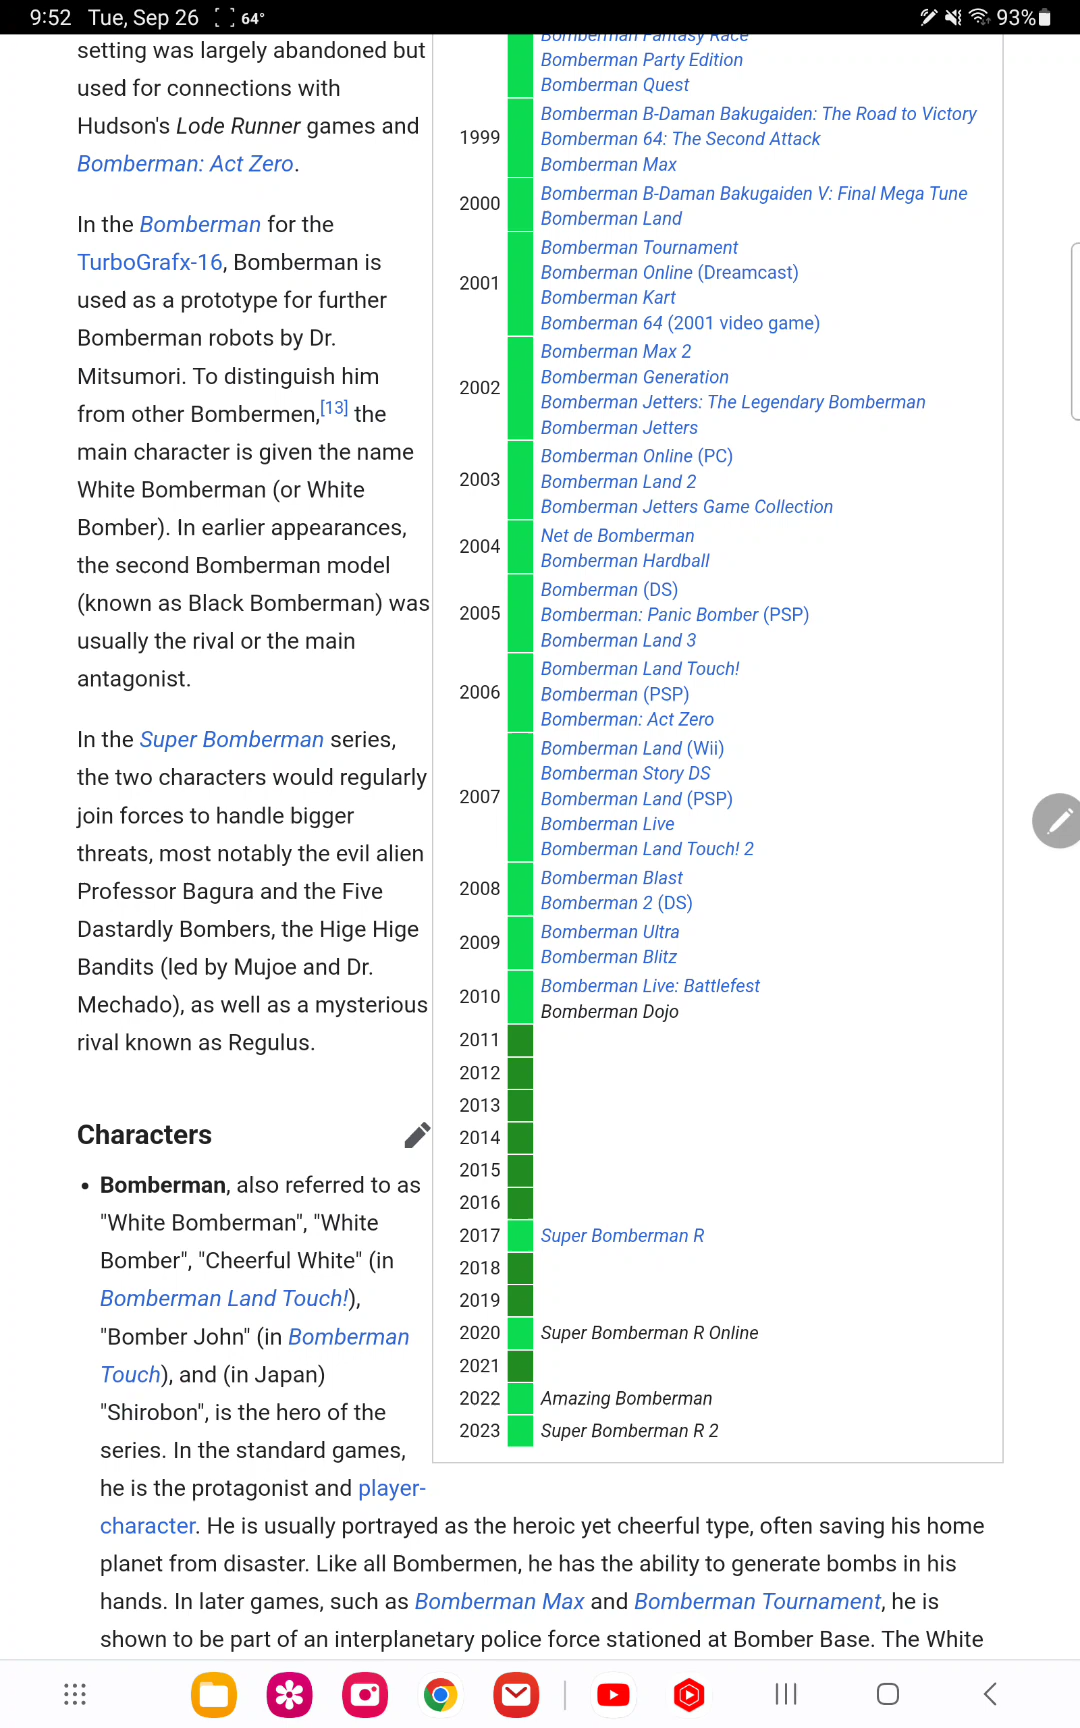 9:52 Tue, Sep 26 64°
93%
setting was largely abandoned but
used for connections with
Hudson's Lode Runner games and
Bomberman: Act Zero.
In the Bomberman for the
TurboGrafx-16, Bomberman is
used as a prototype for further
Bomberman robots by Dr.
Mitsumori. To distinguish him
from other Bombermen,[13] the
main character is given the name
White Bomberman (or White
Bomber). In earlier appearances,
the second Bomberman model
(known as Black Bomberman) was
usually the rival or the main
antagonist.
In the Super Bomberman series,
the two characters would regularly
join forces to handle bigger
threats, most notably the evil alien
Professor Bagura and the Five
Dastardly Bombers, the Hige Hige
Bandits (led by Mujoe and Dr.
Mechado), as well as a mysterious
rival known as Regulus.
Bomberman Fantasy Race
Bomberman Party Edition
Bomberman Quest
1999
Bomberman B-Daman Bakugaiden: The Road to Victory
Bomberman 64: The Second Attack
Bomberman Max
2000
Bomberman B-Daman Bakugaiden V: Final Mega Tune
Bomberman Land
2001
Bomberman Tournament
Bomberman Online (Dreamcast)
Bomberman Kart
Bomberman 64 (2001 video game)
2002
Bomberman Max 2
Bomberman Generation
Bomberman Jetters: The Legendary Bomberman
Bomberman Jetters
2003
Bomberman Online (PC)
Bomberman Land 2
Bomberman Jetters Game Collection
2004
Net de Bomberman
Bomberman Hardball
2005
Bomberman (DS)
Bomberman: Panic Bomber (PSP)
Bomberman Land 3
2006
Bomberman Land Touch!
Bomberman (PSP)
Bomberman: Act Zero
2007
Bomberman Land (Wii)
Bomberman Story DS
Bomberman Land (PSP)
Bomberman Live
Bomberman Land Touch! 2
2008
Bomberman Blast
Bomberman 2 (DS)
2009
Bomberman Ultra
Bomberman Blitz
2010
Bomberman Live: Battlefest
Bomberman Dojo
2011
2012
2013
2014
2015
2016
2017 Super Bomberman R
2018
2019
2020 Super Bomberman R Online
2021
2022 Amazing Bomberman
2023 Super Bomberman R 2
Characters
• Bomberman, also referred to as
"White Bomberman", "White
Bomber", "Cheerful White" (in
Bomberman Land Touch!),
"Bomber John" (in Bomberman
Touch), and (in Japan)
"Shirobon", is the hero of the
series. In the standard games,
he is the protagonist and player-
character. He is usually portrayed as the heroic yet cheerful type, often saving his home
planet from disaster. Like all Bombermen, he has the ability to generate bombs in his
hands. In later games, such as Bomberman Max and Bomberman Tournament, he is
shown to be part of an interplanetary police force stationed at Bomber Base. The White